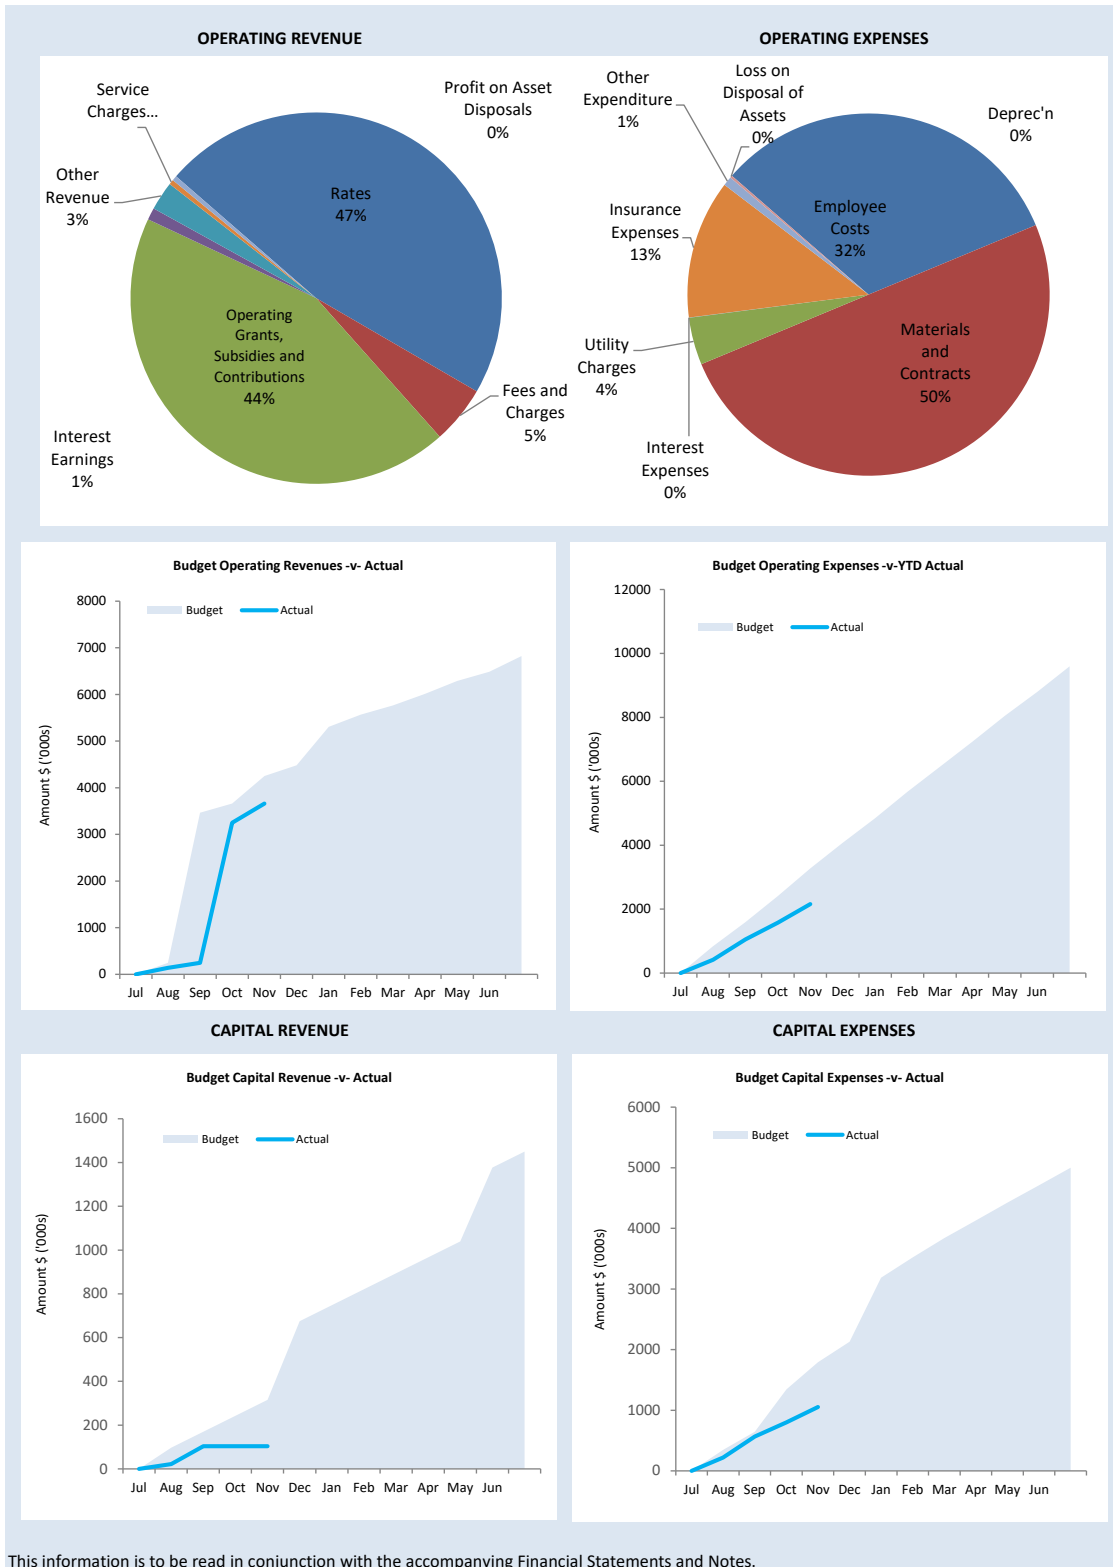 OPERATING REVENUE
OPERATING EXPENSES
Service
Charges...
Profit on Asset
Disposals
0%
Other
Revenue
3%
Rates
47%
Operating
Grants,
Subsidies and
Contributions
44%
Fees and
Charges
5%
Interest
Earnings
1%
Other
Expenditure
1%
Loss on
Disposal of
Assets
0%
Deprec'n
0%
Insurance
Expenses
13%
Employee
Costs
32%
Materials
and
Contracts
50%
Utility
Charges
4%
Interest
Expenses
0%
Budget Operating Revenues -v- Actual
Budget
Actual
Amount $ ('000s)
8000
7000
6000
5000
4000
3000
2000
1000
0
Jul Aug Sep Oct Nov Dec Jan Feb Mar Apr May Jun
Budget Operating Expenses -v-YTD Actual
Budget
Actual
Amount $ ('000s)
12000
10000
8000
6000
4000
2000
0
Jul Aug Sep Oct Nov Dec Jan Feb Mar Apr May Jun
CAPITAL REVENUE
CAPITAL EXPENSES
Budget Capital Revenue -v- Actual
Budget
Actual
Amount $ ('000s)
1600
1400
1200
1000
800
600
400
200
0
Jul Aug Sep Oct Nov Dec Jan Feb Mar Apr May Jun
Budget Capital Expenses -v- Actual
Budget
Actual
Amount $ ('000s)
6000
5000
4000
3000
2000
1000
0
Jul Aug Sep Oct Nov Dec Jan Feb Mar Apr May Jun
This information is to be read in conjunction with the accompanying Financial Statements and Notes.